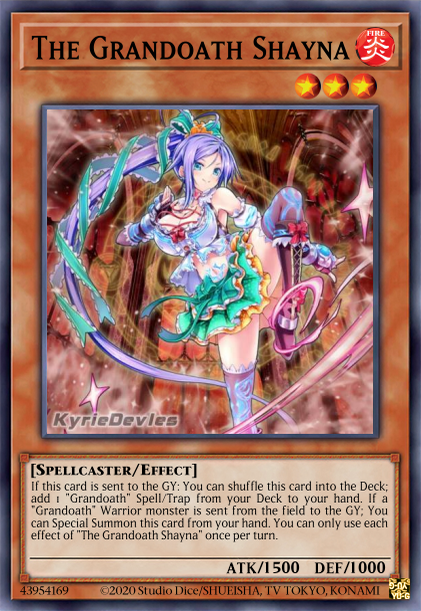 The Grandoath Shayna
FIRE
炎
KyrieDevies
[Spellcaster/Effect]
If this card is sent to the GY: You can shuffle this card into the Deck;
add 1 "Grandoath" Spell/Trap from your Deck to your hand. If a
"Grandoath" Warrior monster is sent from the field to the GY; You
can Special Summon this card from your hand. You can only use each
effect of "The Grandoath Shayna" once per turn.
ATK/1500 DEF/1000
43954169 ©2020 Studio Dice/SHUEISHA, TV TOKYO, KONAMI